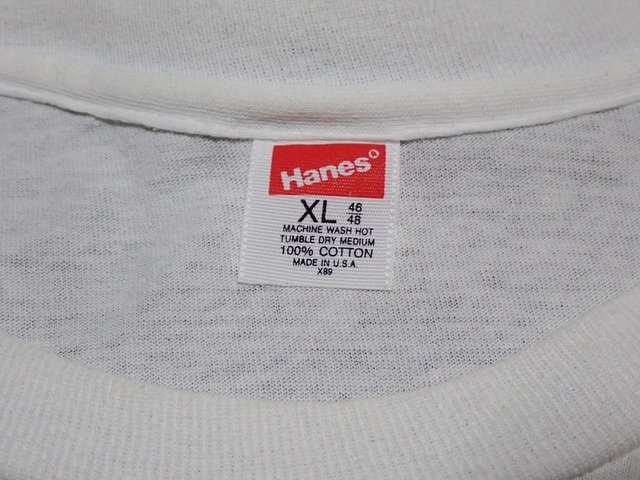 Hanes®
XL 46/48
MACHINE WASH HOT
TUMBLE DRY MEDIUM
100% COTTON
MADE IN U.S.A.
X89